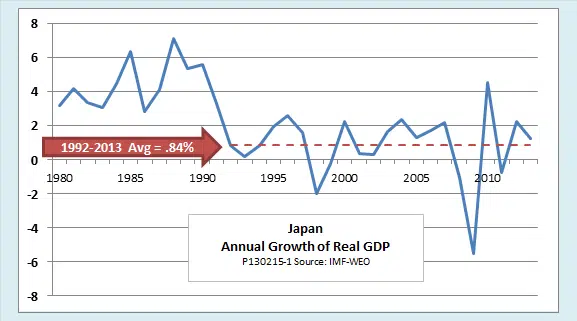 8
6
4
2
0
-2
-4
-6
-8
1992-2013 Avg = .84%
1980 1985 1990 1995 2000 2005 2010
Japan
Annual Growth of Real GDP
P130215-1 Source: IMF-WEO